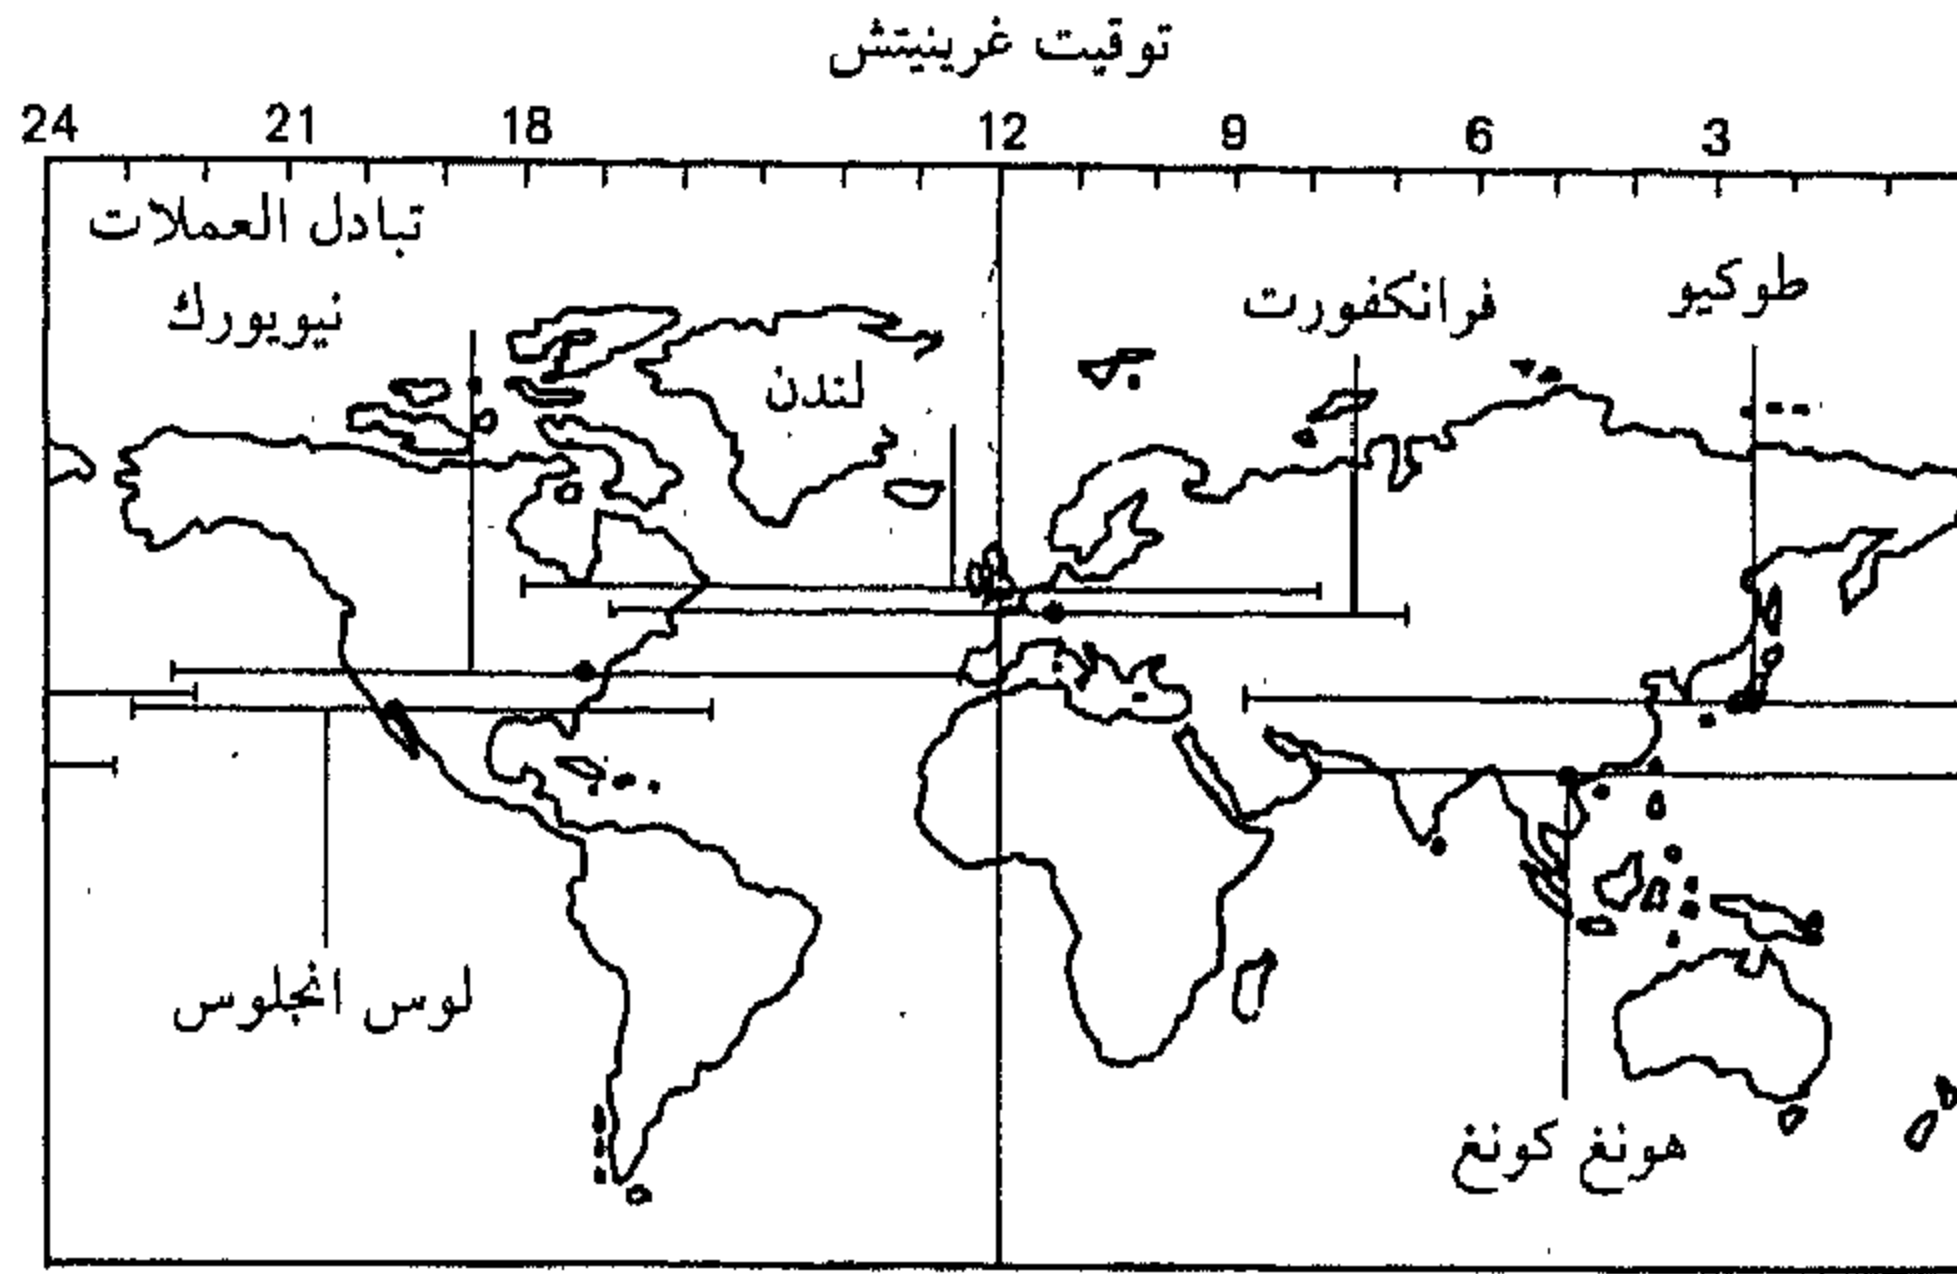 توقيت غرينيتش
24 21 18 12 9 6 3
تبادل العملات
نيويورك
لندن
فرانكفورت
طوكيو
لوس انجلوس
هونغ كونغ